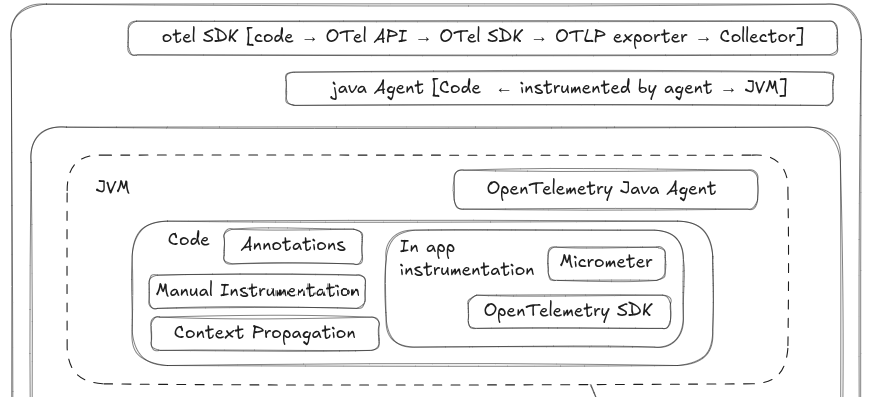 otel SDK [code → OTel API → OTel SDK → OTLP exporter → Collector]
java Agent [Code ← instrumented by agent → JVM]
JVM
OpenTelemetry Java Agent
Code
Annotations
Manual Instrumentation
Context Propagation
In app
instrumentation
Micrometer
OpenTelemetry SDK